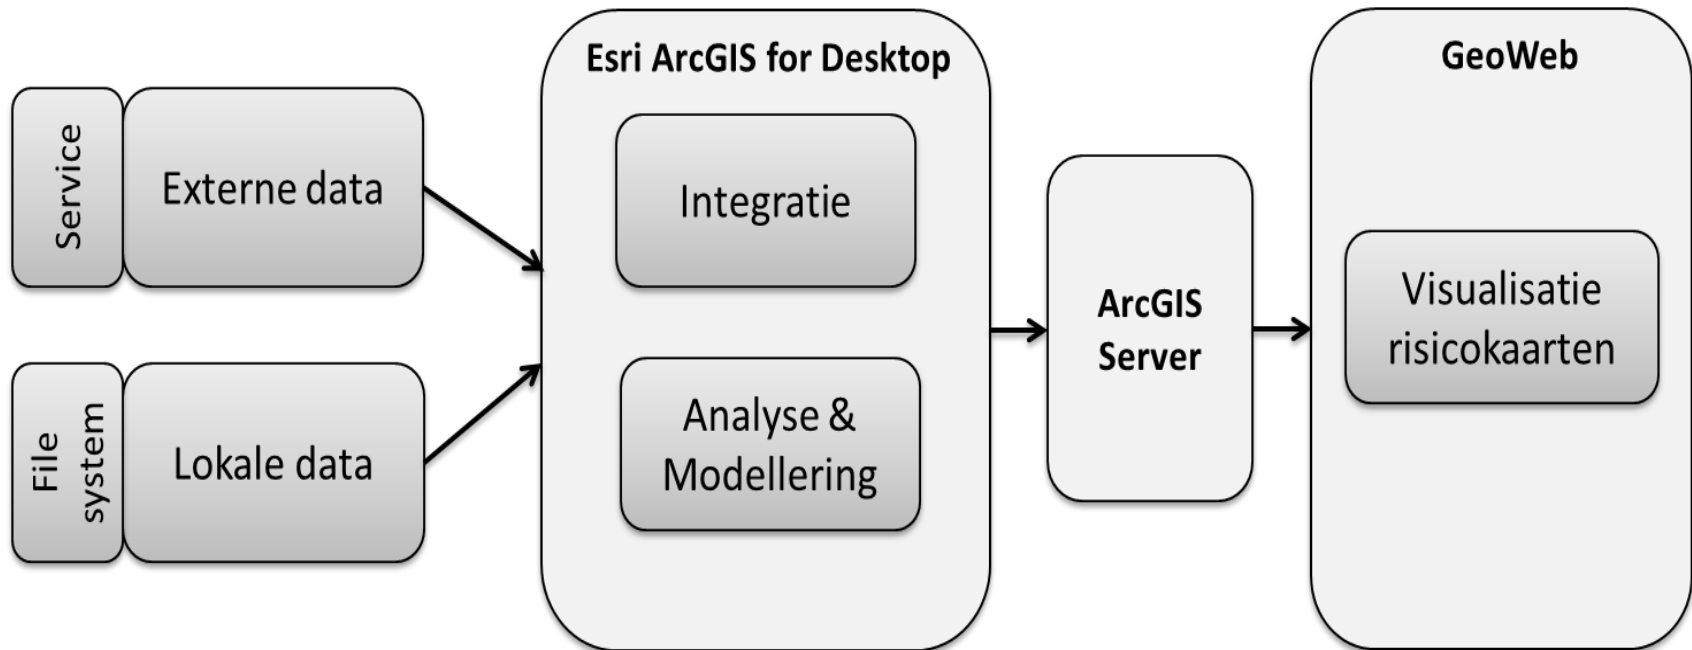 Service
Externe data
File
system
Lokale data
Esri ArcGIS for Desktop
Integratie
Analyse &
Modellering
ArcGIS
Server
GeoWeb
Visualisatie
risicokaarten